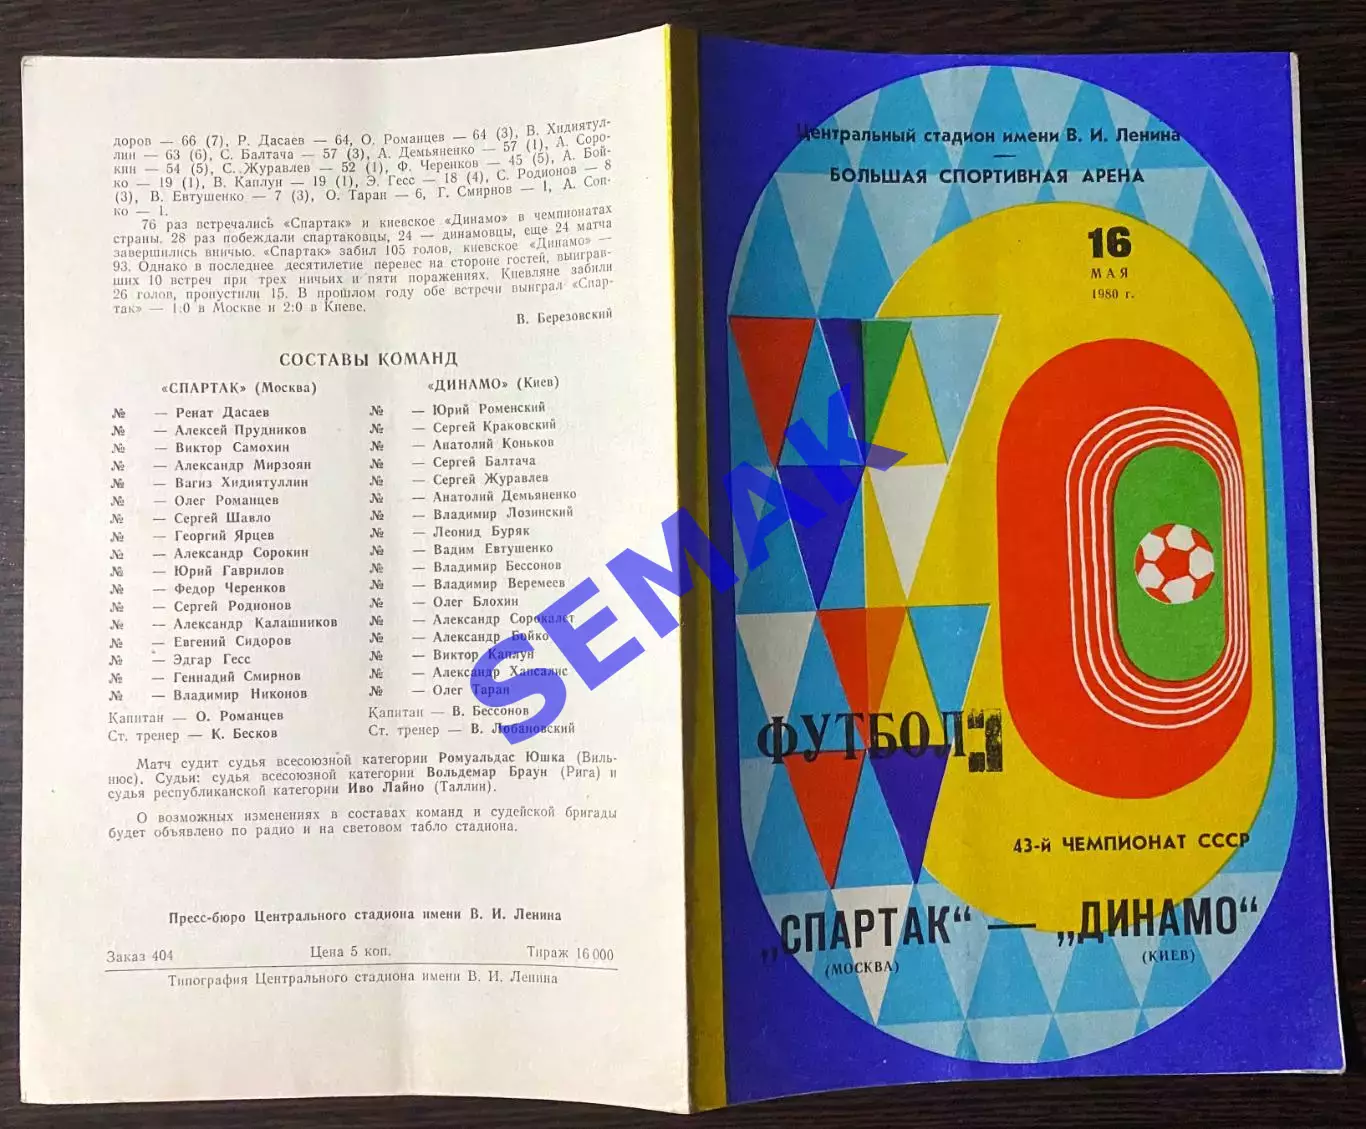 доров — 66 (7), Р. Дасаев — 64, О. Романцев — 64 (3), В. Хидиятул-
лин — 63 (6), С. Балтача — 57 (3), А. Демьяненко — 57 (1), А. Соро-
кин — 54 (5), С. Журавлев — 52 (1), Ф. Черенков — 45 (5), А. Бой-
ко — 19 (1), В. Каплун — 19 (1), Э. Гесс — 18 (4), С. Родионов — 8
(3), В. Евтушенко — 7 (3), О. Таран — 6, Г. Смирнов — 1, А. Соп-
ко — 1.
76 раз встречались «Спартак» и киевское «Динамо» в чемпионатах
страны. 28 раз побеждали спартаковцы, 24 — динамовцы, еще 24 матча
завершились вничью. «Спартак» забил 105 голов, киевское «Динамо» —
93. Однако в последнее десятилетие перевес на стороне гостей, выиграв-
ших 10 встреч при трех ничьих и пяти поражениях. Киевляне забили
26 голов, пропустили 15. В прошлом году обе встречи выиграл «Спар-
так» — 1:0 в Москве и 2:0 в Киеве.
В. Березовский
СОСТАВЫ КОМАНД
«СПАРТАК» (Москва)
№ — Ренат Дасаев
№ — Алексей Прудников
№ — Виктор Самохин
№ — Александр Мирзоян
№ — Вагиз Хидиятуллин
№ — Олег Романцев
№ — Сергей Шавло
№ — Георгий Ярцев
№ — Александр Сорокин
№ — Юрий Гаврилов
№ — Федор Черенков
№ — Сергей Родионов
№ — Александр Калашников
№ — Евгений Сидоров
№ — Эдгар Гесс
№ — Геннадий Смирнов
№ — Владимир Никонов
Капитан — О. Романцев
Ст. тренер — К. Бесков
«ДИНАМО» (Киев)
№ — Юрий Роменский
№ — Сергей Краковский
№ — Анатолий Коньков
№ — Сергей Балтача
№ — Сергей Журавлев
№ — Анатолий Демьяненко
№ — Владимир Лозинский
№ — Леонид Буряк
№ — Вадим Евтушенко
№ — Владимир Бессонов
№ — Владимир Веремеев
№ — Олег Блохин
№ — Александр Сорокалет
№ — Александр Бойко
№ — Виктор Каплун
№ — Александр Хапсалис
№ — Олег Таран
Капитан — В. Бессонов
Ст. тренер — В. Лобановский
Матч судит судья всесоюзной категории Ромуальдас Юшка (Виль-
нюс). Судьи: судья всесоюзной категории Вольдемар Браун (Рига) и
судья республиканской категории Иво Лайно (Таллин).
О возможных изменениях в составах команд и судейской бригады
будет объявлено по радио и на световом табло стадиона.
Пресс-бюро Центрального стадиона имени В. И. Ленина
Заказ 404 Цена 5 коп. Тираж 16 000
Типография Центрального стадиона имени В. И. Ленина
Центральный стадион имени В. И. Ленина
—
БОЛЬШАЯ СПОРТИВНАЯ АРЕНА
16
МАЯ
1980 г.
ФУТБОЛ
43-й ЧЕМПИОНАТ СССР
„СПАРТАК“ — „ДИНАМО“
(МОСКВА) (КИЕВ)
SEMAK